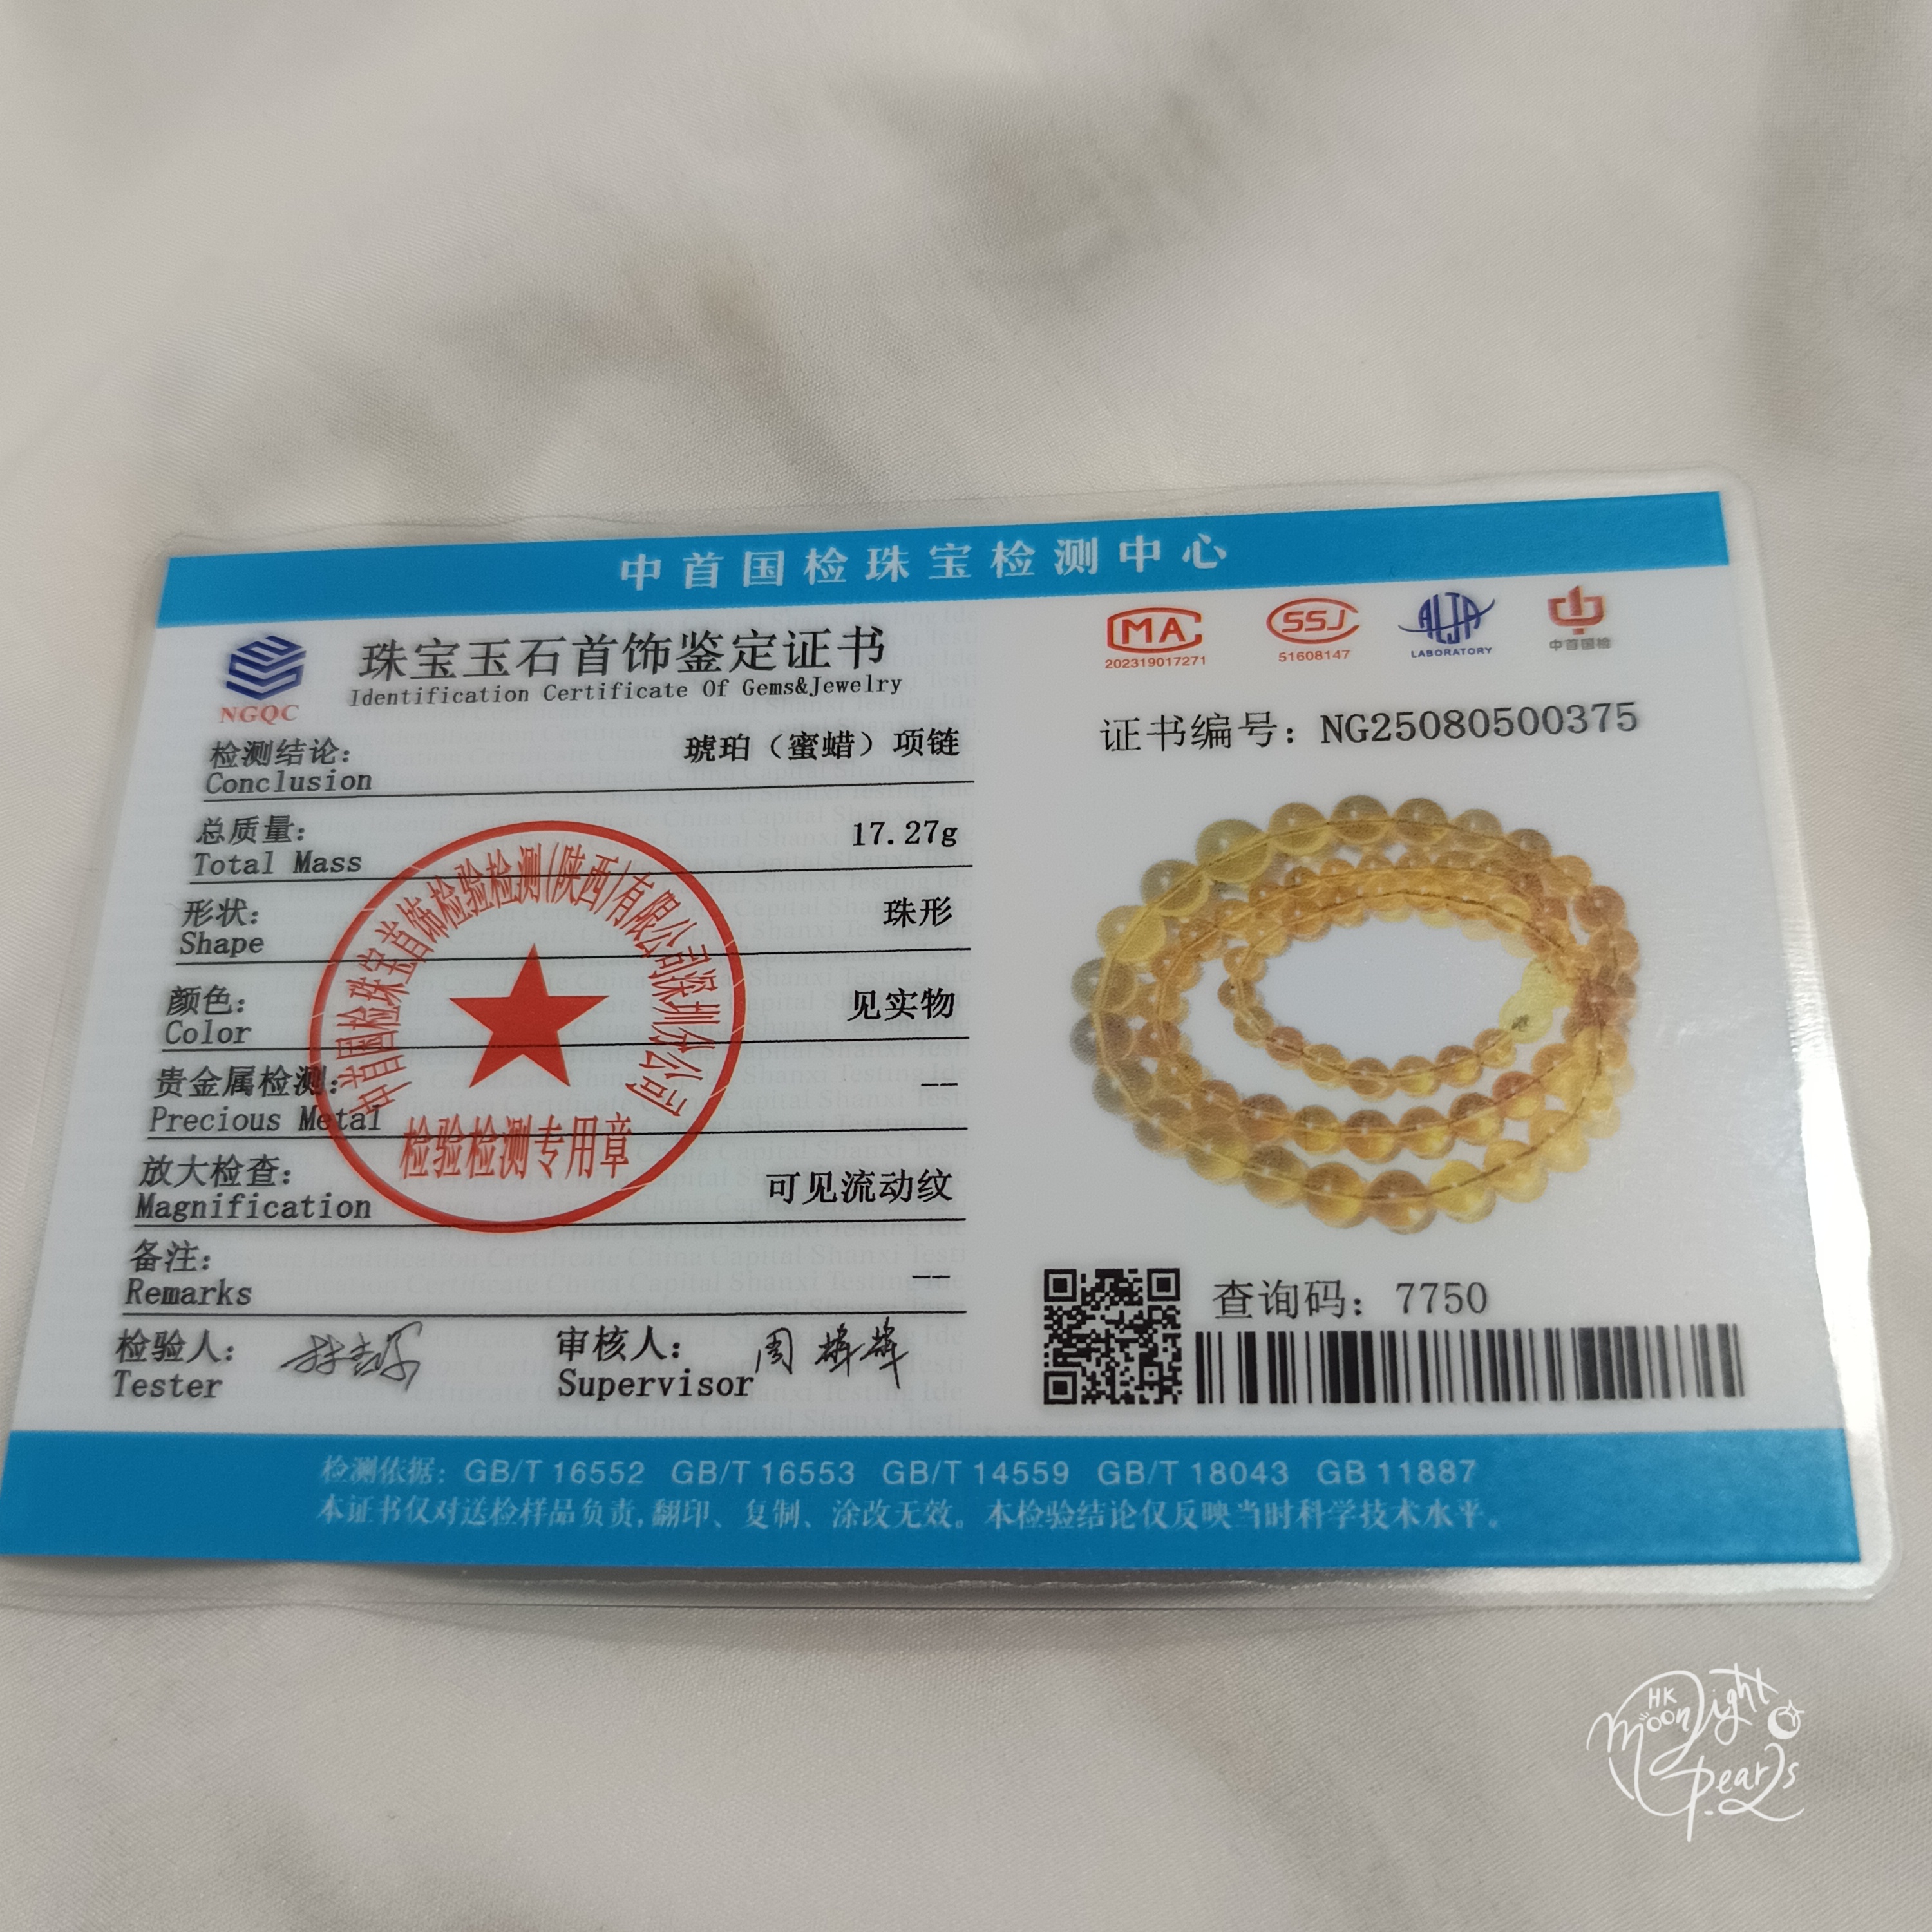 中首国检珠宝检测中心
NGQC
珠宝玉石首饰鉴定证书
Identification Certificate Of Gems&Jewelry
MA
202319017271
SSJ
51608147
LABORATORY
中首国检
检测结论: 琥珀（蜜蜡）项链
Conclusion
总质量: 17.27g
Total Mass
形状: 珠形
Shape
颜色: 见实物
Color
贵金属检测: --
Precious Metal
放大检查: 可见流动纹
Magnification
备注: --
Remarks
检验人: 审核人: 周
Tester Supervisor
中首国检珠宝首饰检验检测(陕西)有限公司深圳分公司
检验检测专用章
证书编号: NG25080500375
查询码: 7750
检测依据: GB/T 16552 GB/T 16553 GB/T 14559 GB/T 18043 GB 11887
本证书仅对送检样品负责,翻印、复制、涂改无效。本检验结论仅反映当时科学技术水平。
HK
Moonlight
Pearls